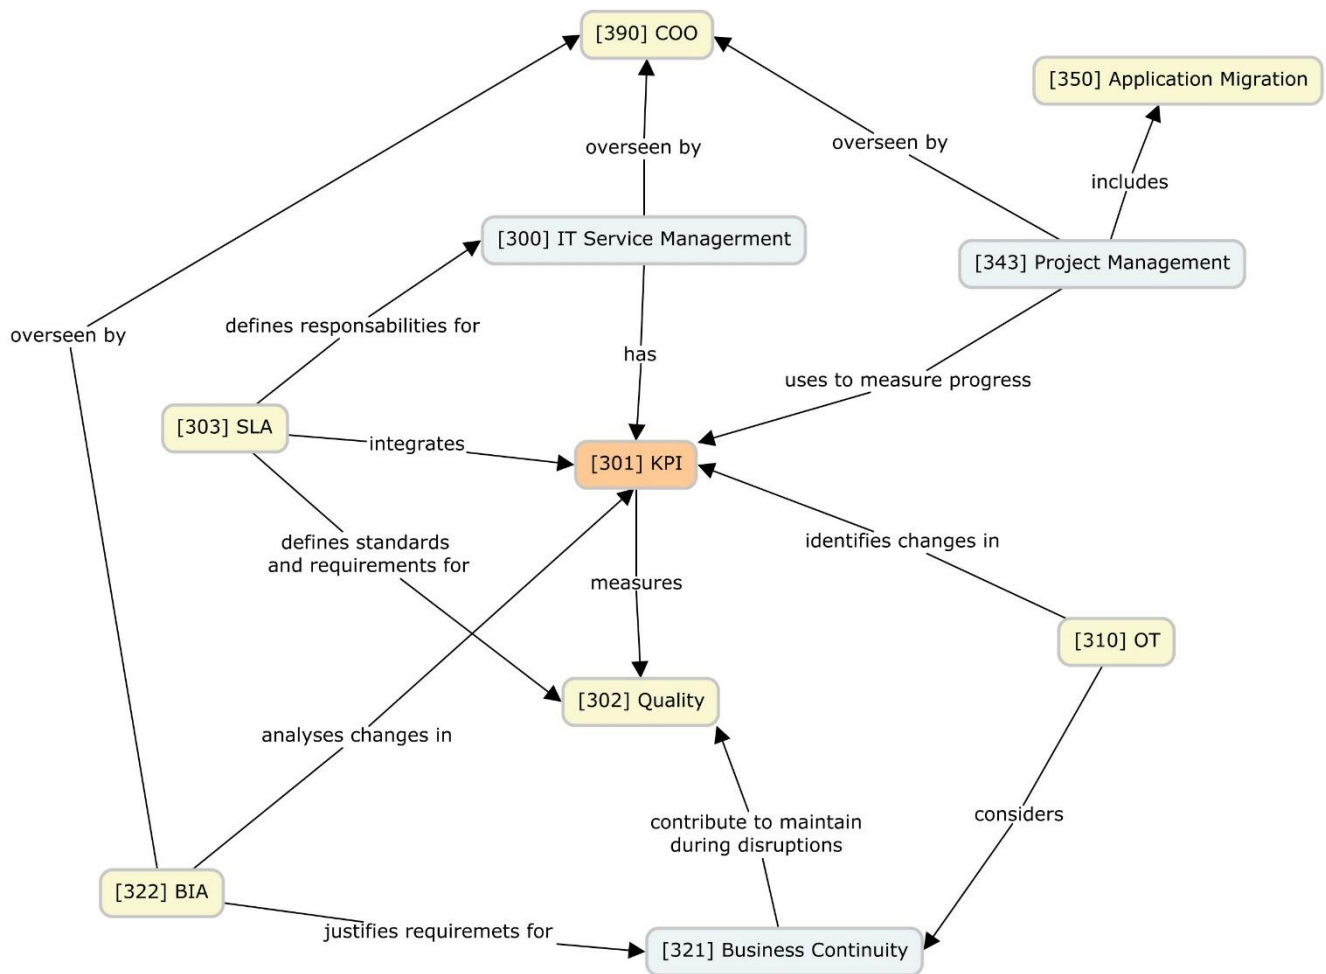 [390] COO
[350] Application Migration
overseen by
overseen by
includes
[300] IT Service Managerment
[343] Project Management
defines responsabilities for
overseen by
has
uses to measure progress
[303] SLA
integrates
[301] KPI
defines standards
and requirements for
identifies changes in
measures
[310] OT
[302] Quality
analyses changes in
contribute to maintain
during disruptions
considers
[322] BIA
justifies requiremets for
[321] Business Continuity